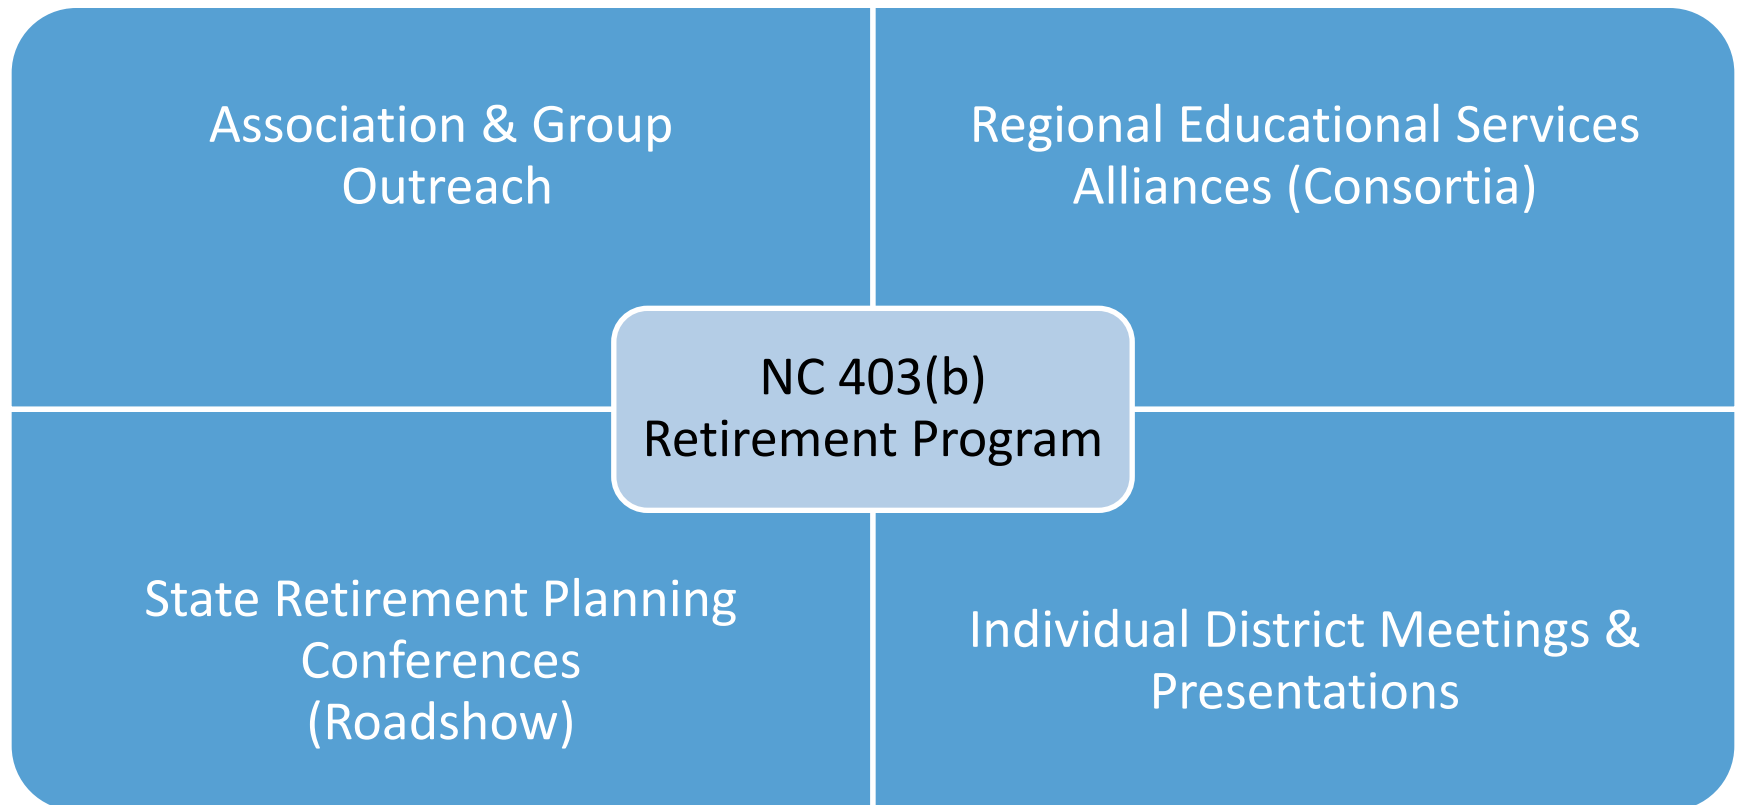 Association & Group
Outreach
Regional Educational Services
Alliances (Consortia)
NC 403(b)
Retirement Program
State Retirement Planning
Conferences
(Roadshow)
Individual District Meetings &
Presentations